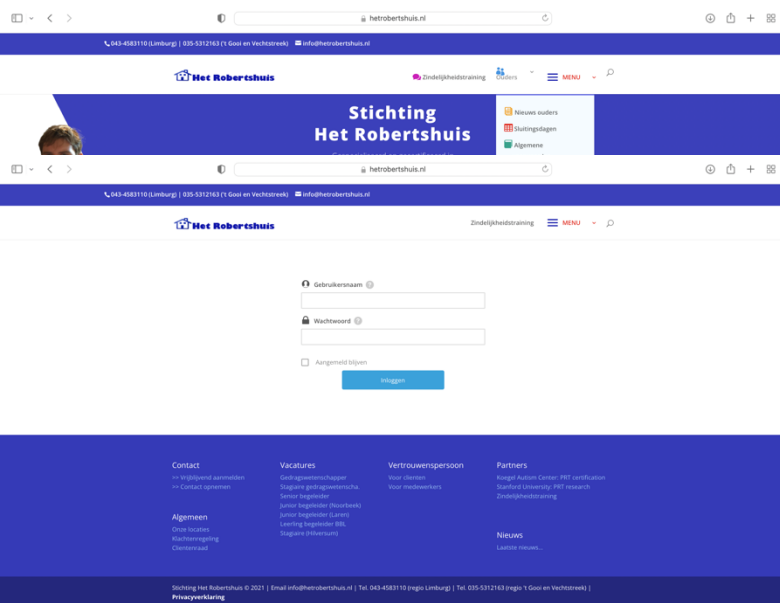 hetrobertshuis.nl
043-4583110 (Limburg) | 035-5312163 ('t Gooi en Vechtstreek) info@hetrobertshuis.nl
Het Robertshuis Zindelijkheidstraining Ouders MENU
Stichting
Het Robertshuis
Nieuws ouders
Sluitingsdagen
Algemene
hetrobertshuis.nl
043-4583110 (Limburg) | 035-5312163 ('t Gooi en Vechtstreek) info@hetrobertshuis.nl
Het Robertshuis Zindelijkheidstraining MENU
Gebruikersnaam ?
Wachtwoord ?
Aangemeld blijven
Inloggen
Contact
>> Vrijblijvend aanmelden
>> Contact opnemen
Algemeen
Onze locaties
Klachtenregeling
Clientenraad
Vacatures
Gedragswetenschapper
Stagiaire gedragswetenscha.
Senior begeleider
Junior begeleider (Noorbeek)
Junior begeleider (Laren)
Leerling begeleider BBL
Stagiaire (Hilversum)
Vertrouwenspersoon
Voor clienten
Voor medewerkers
Partners
Koegel Autism Center: PRT certification
Stanford University: PRT research
Zindelijkheidstraining
Nieuws
Laatste nieuws...
Stichting Het Robertshuis © 2021 | Email info@hetrobertshuis.nl | Tel. 043-4583110 (regio Limburg) | Tel. 035-5312163 (regio 't Gooi en Vechtstreek) |
Privacyverklaring